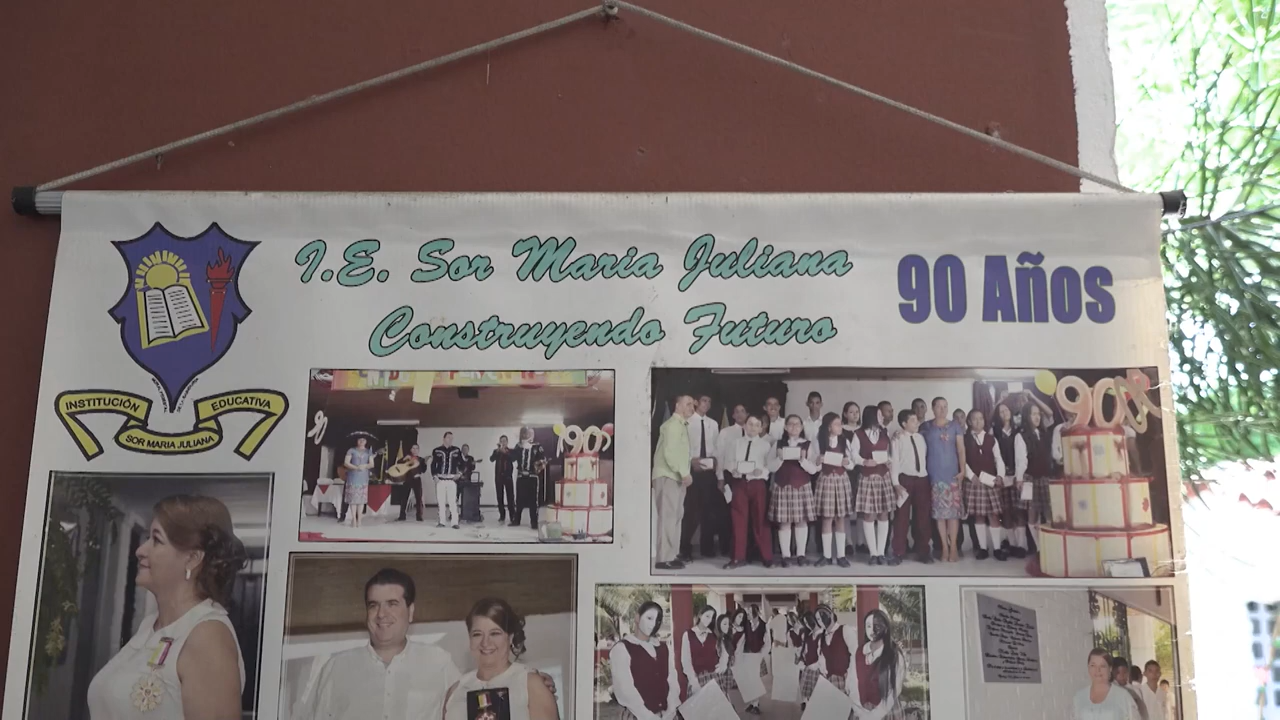 I.E. Sor Maria Juliana
Construyendo Futuro
90 Años
INSTITUCIÓN EDUCATIVA
SOR MARIA JULIANA
90
90